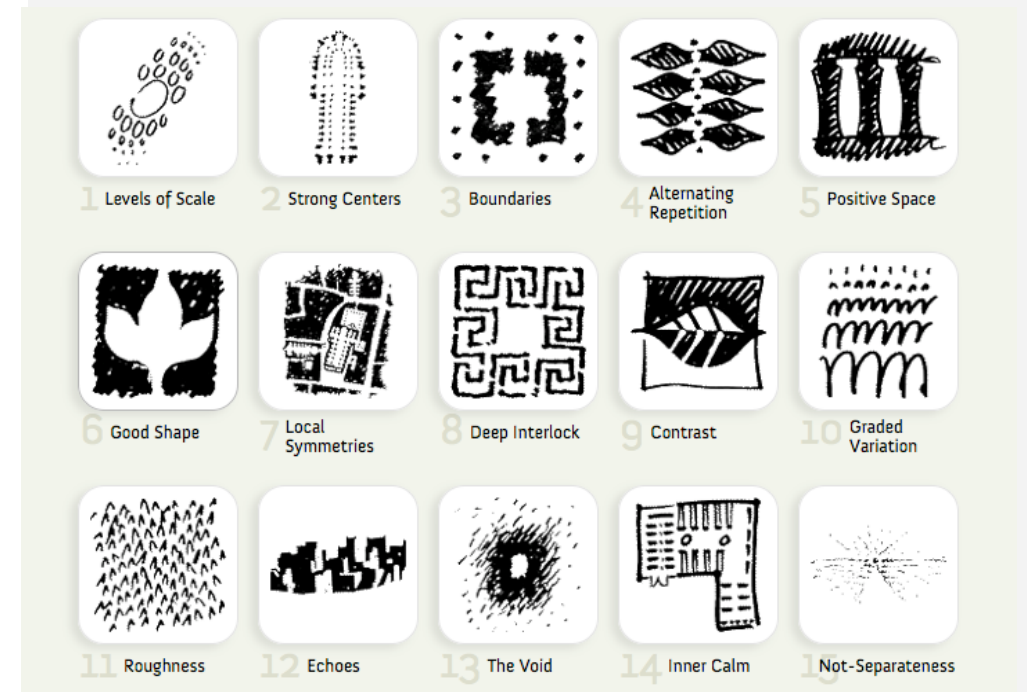 1 Levels of Scale
2 Strong Centers
3 Boundaries
4 Alternating
Repetition
5 Positive Space
6 Good Shape
7 Local
Symmetries
8 Deep Interlock
9 Contrast
10 Graded
Variation
11 Roughness
12 Echoes
13 The Void
14 Inner Calm
15 Not-Separateness